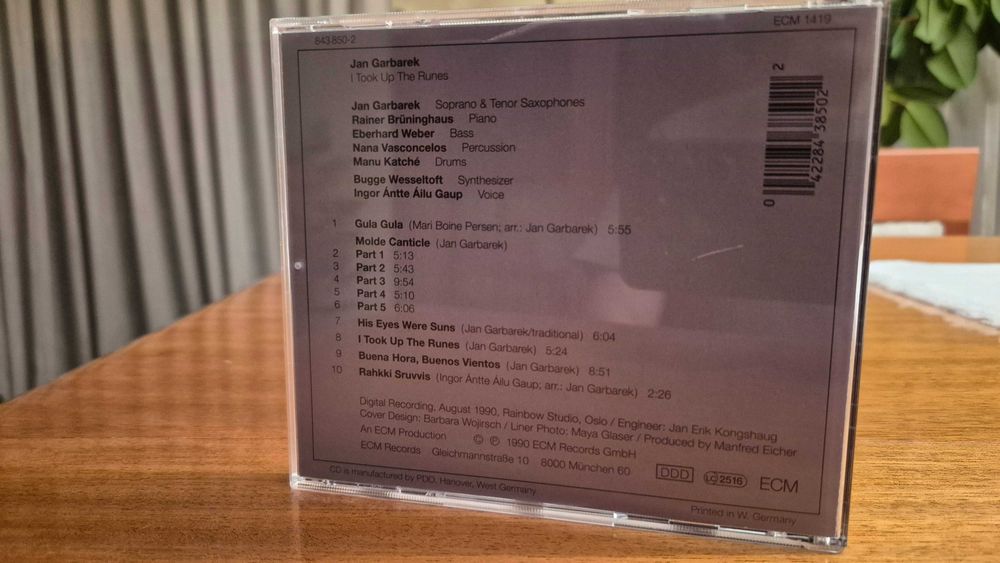 843 850-2
ECM 1419
Jan Garbarek
I Took Up The Runes
Jan Garbarek Soprano & Tenor Saxophones
Rainer Brüninghaus Piano
Eberhard Weber Bass
Nana Vasconcelos Percussion
Manu Katché Drums
Bugge Wesseltoft Synthesizer
Ingor Ántte Áilu Gaup Voice
2
0 42284 38502
1 Gula Gula (Mari Boine Persen; arr.: Jan Garbarek) 5:55
Molde Canticle (Jan Garbarek)
2 Part 1 5:13
3 Part 2 5:43
4 Part 3 9:54
5 Part 4 5:10
6 Part 5 6:06
7 His Eyes Were Suns (Jan Garbarek/traditional) 6:04
8 I Took Up The Runes (Jan Garbarek) 5:24
9 Buena Hora, Buenos Vientos (Jan Garbarek) 8:51
10 Rahkki Sruvvis (Ingor Ántte Áilu Gaup; arr.: Jan Garbarek) 2:26
Digital Recording, August 1990, Rainbow Studio, Oslo / Engineer: Jan Erik Kongshaug
Cover Design: Barbara Wojirsch / Liner Photo: Maya Glaser / Produced by Manfred Eicher
An ECM Production © ℗ 1990 ECM Records GmbH
ECM Records Gleichmannstraße 10 8000 München 60 DDD LC 2516 ECM
CD is manufactured by PDO, Hanover, West Germany
Printed in W. Germany